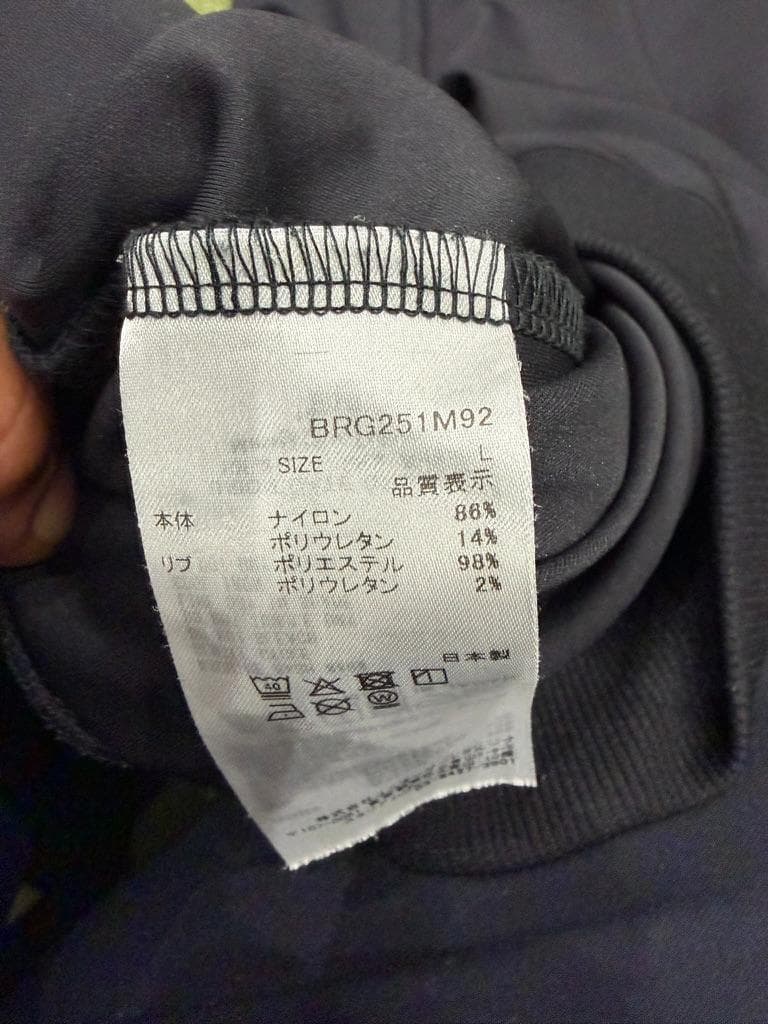 BRG251M92
SIZE L
品質表示
本体 ナイロン 86%
ポリウレタン 14%
リブ ポリエステル 98%
ポリウレタン 2%
日本製
40
W